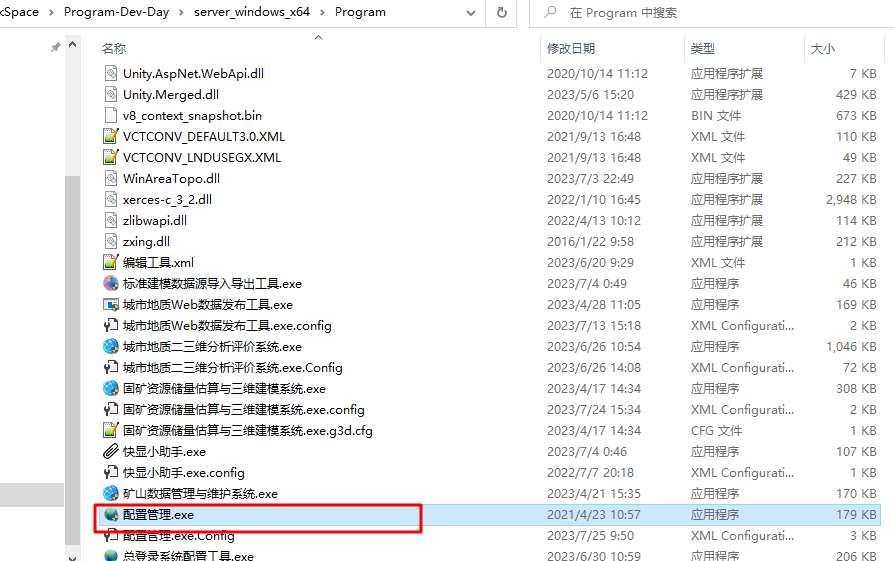 kSpace > Program-Dev-Day > server_windows_x64 > Program 在 Program 中搜索
名称 修改日期 类型 大小
Unity.AspNet.WebApi.dll 2020/10/14 11:12 应用程序扩展 7 KB
Unity.Merged.dll 2023/5/6 15:20 应用程序扩展 429 KB
v8_context_snapshot.bin 2020/10/14 11:12 BIN 文件 673 KB
VCTCONV_DEFAULT3.0.XML 2021/9/13 16:48 XML 文件 110 KB
VCTCONV_LNDUSEGX.XML 2021/9/13 16:48 XML 文件 49 KB
WinAreaTopo.dll 2023/7/3 22:49 应用程序扩展 227 KB
xerces-c_3_2.dll 2022/1/10 16:45 应用程序扩展 2,948 KB
zlibwapi.dll 2022/4/13 10:12 应用程序扩展 114 KB
zxing.dll 2016/1/22 9:58 应用程序扩展 212 KB
编辑工具.xml 2023/6/20 9:29 XML 文件 1 KB
标准建模数据源导入导出工具.exe 2023/7/4 0:49 应用程序 46 KB
城市地质Web数据发布工具.exe 2023/4/28 11:05 应用程序 169 KB
城市地质Web数据发布工具.exe.config 2023/7/13 15:18 XML Configurati... 2 KB
城市地质二三维分析评价系统.exe 2023/6/26 10:54 应用程序 1,046 KB
城市地质二三维分析评价系统.exe.Config 2023/6/26 14:08 XML Configurati... 72 KB
固矿资源储量估算与三维建模系统.exe 2023/4/17 14:34 应用程序 308 KB
固矿资源储量估算与三维建模系统.exe.config 2023/7/24 15:34 XML Configurati... 2 KB
固矿资源储量估算与三维建模系统.exe.g3d.cfg 2023/4/17 14:34 CFG 文件 1 KB
快显小助手.exe 2023/7/4 0:46 应用程序 107 KB
快显小助手.exe.config 2022/7/7 20:18 XML Configurati... 1 KB
矿山数据管理与维护系统.exe 2023/4/21 15:35 应用程序 170 KB
配置管理.exe 2021/4/23 10:57 应用程序 179 KB
配置管理.exe.Config 2023/7/25 9:50 XML Configurati... 3 KB
总登录系统配置工具.exe 2023/6/30 10:59 应用程序 206 KB